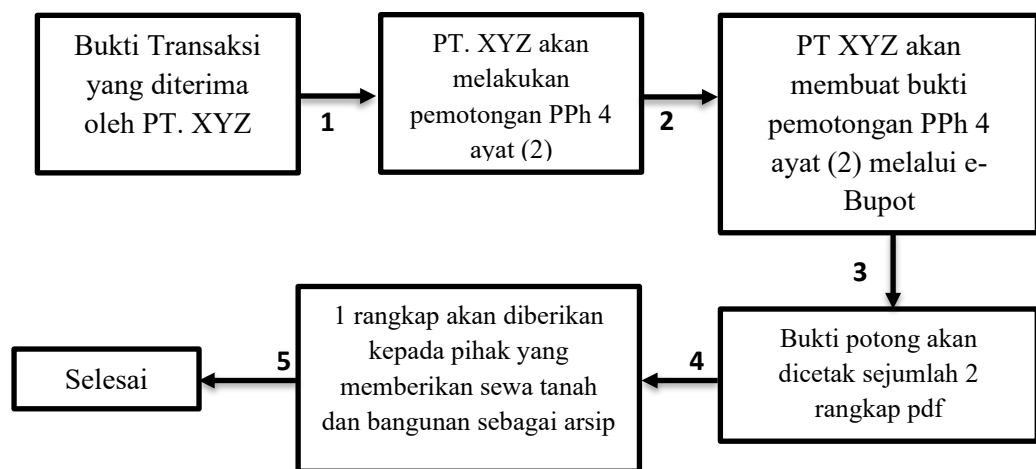 Bukti Transaksi
yang diterima
oleh PT. XYZ
1
PT. XYZ akan
melakukan
pemotongan PPh 4
ayat (2)
2
PT XYZ akan
membuat bukti
pemotongan PPh 4
ayat (2) melalui e-
Bupot
3
Bukti potong akan
dicetak sejumlah 2
rangkap pdf
4
1 rangkap akan diberikan
kepada pihak yang
memberikan sewa tanah
dan bangunan sebagai arsip
5
Selesai